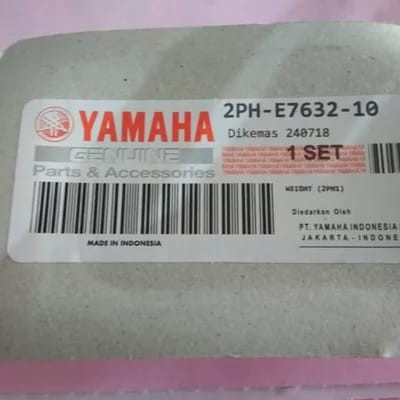 YAMAHA
GENUINE
Parts & Accessories
2PH-E7632-10
Dikemas 240718
1 SET
WEIGHT (2PH1)
MADE IN INDONESIA
Diedarkan Oleh
PT. YAMAHA INDONESIA
JAKARTA - INDONE